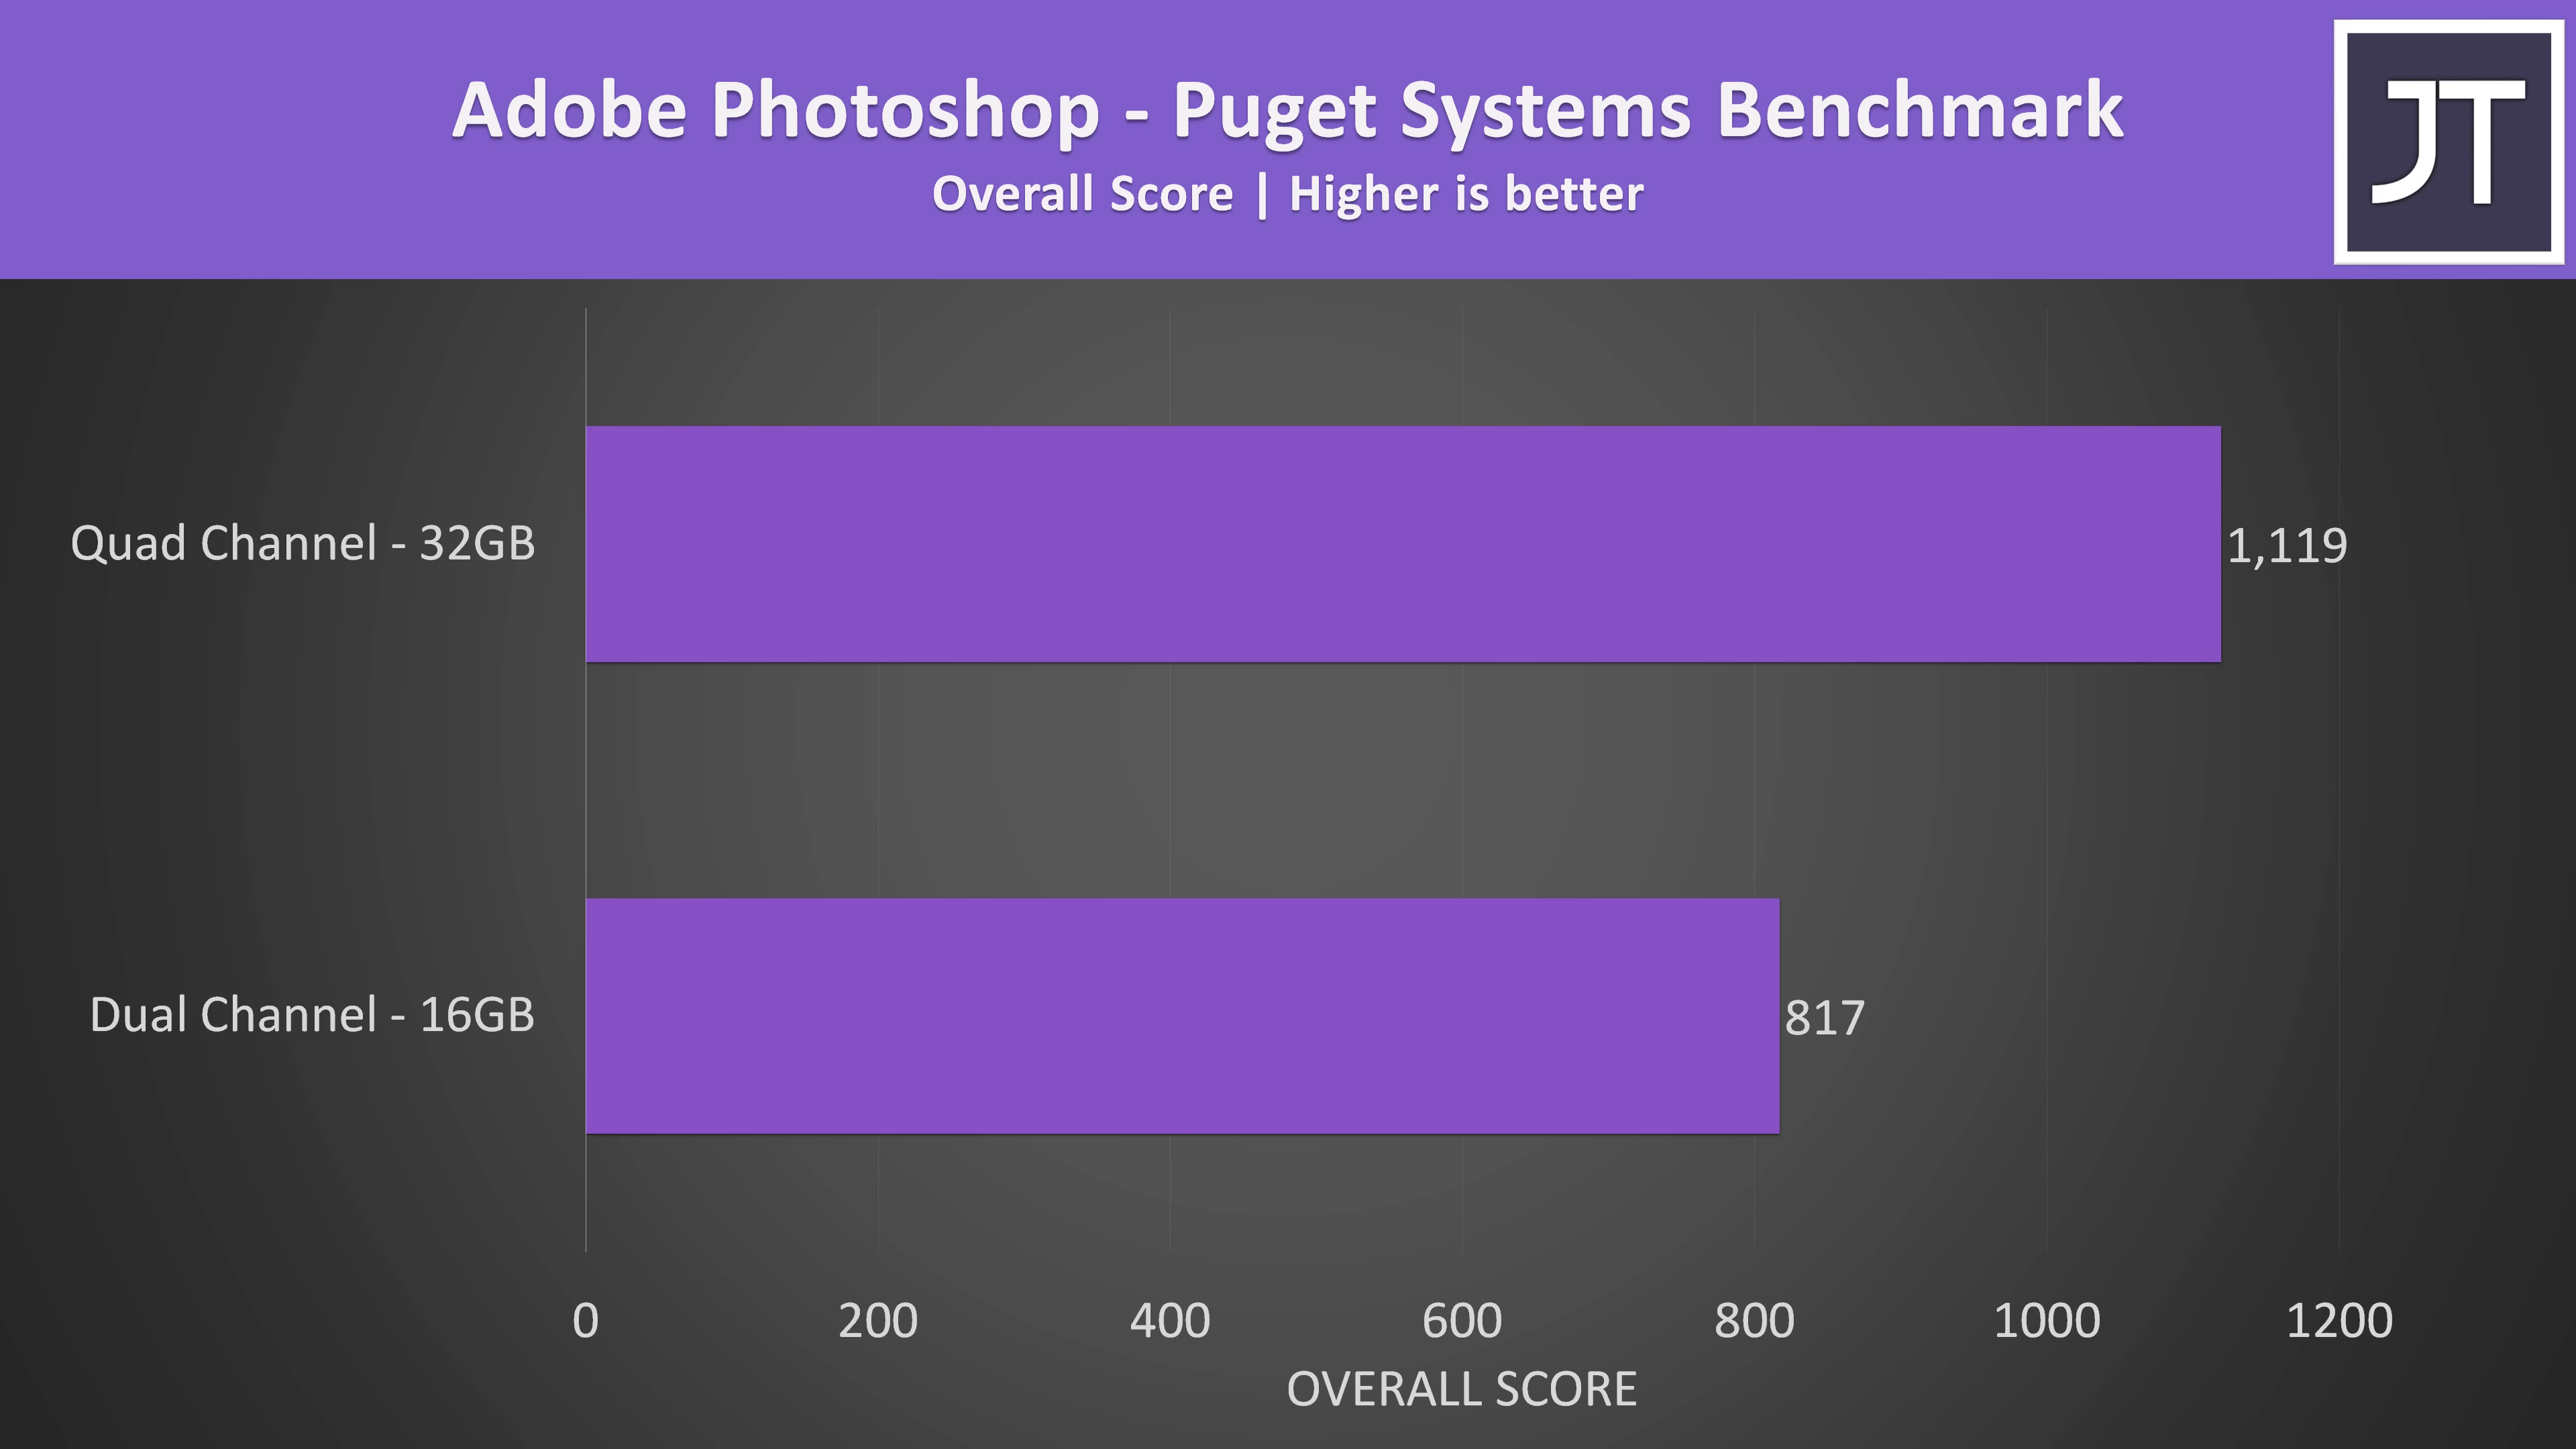 Adobe Photoshop - Puget Systems Benchmark
Overall Score | Higher is better
JT
Quad Channel - 32GB
1,119
Dual Channel - 16GB
817
0 200 400 600 800 1000 1200
OVERALL SCORE